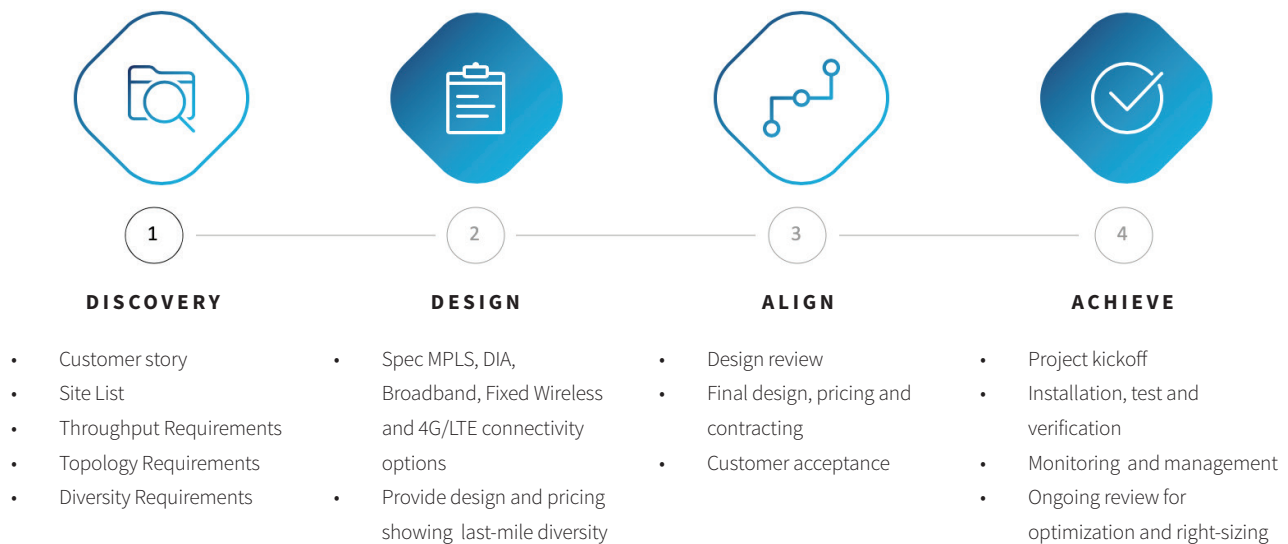 1
2
3
4
DISCOVERY
DESIGN
ALIGN
ACHIEVE
• Customer story
• Site List
• Throughput Requirements
• Topology Requirements
• Diversity Requirements
• Spec MPLS, DIA,
Broadband, Fixed Wireless
and 4G/LTE connectivity
options
• Provide design and pricing
showing last-mile diversity
• Design review
• Final design, pricing and
contracting
• Customer acceptance
• Project kickoff
• Installation, test and
verification
• Monitoring and management
• Ongoing review for
optimization and right-sizing